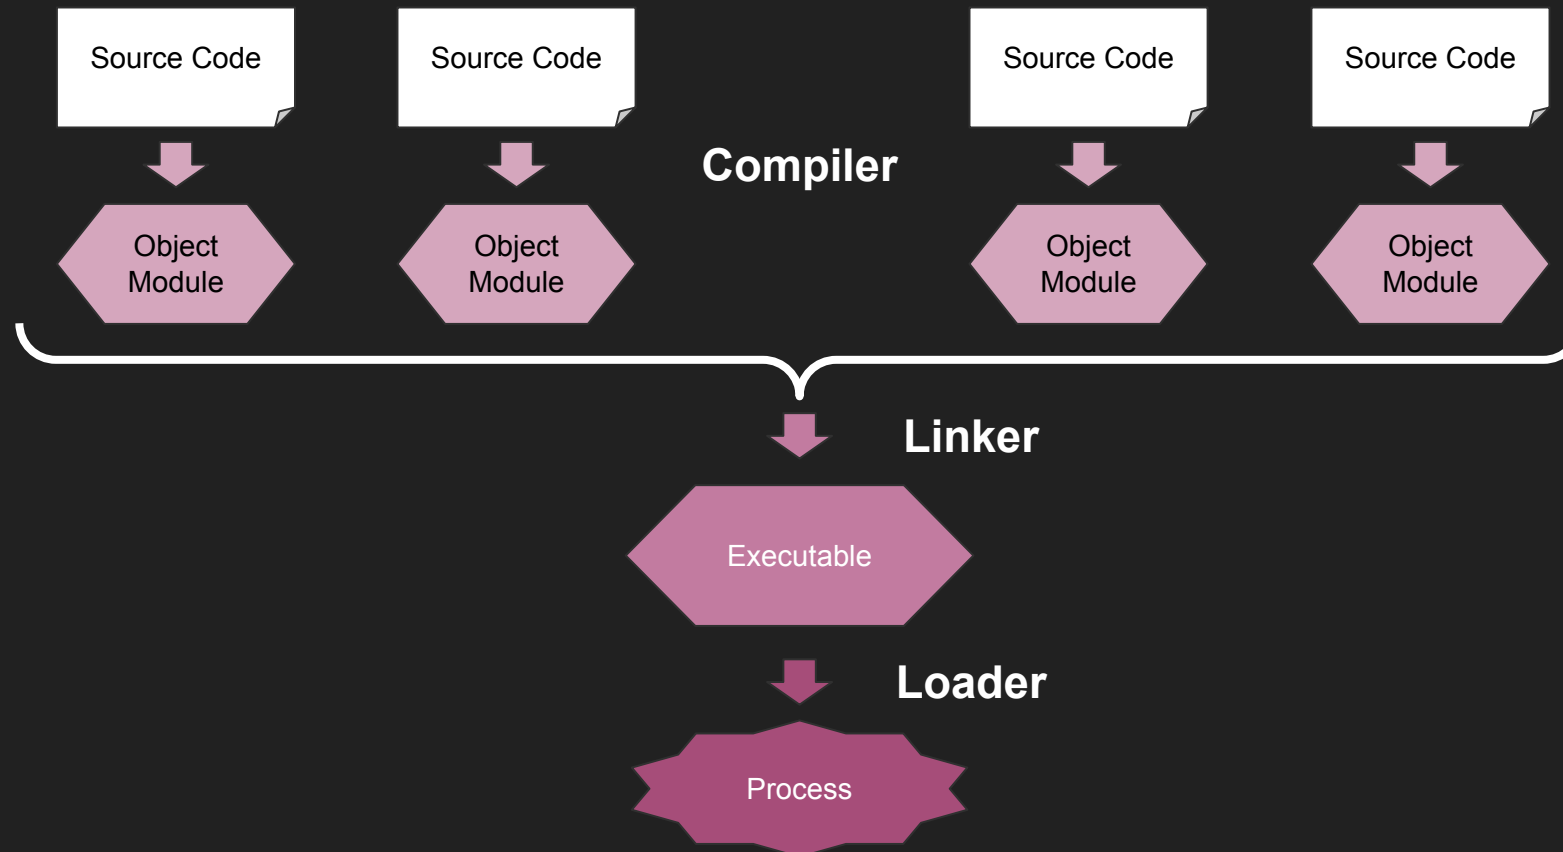 Source Code
Source Code
Source Code
Source Code
Compiler
Object
Module
Object
Module
Object
Module
Object
Module
Linker
Executable
Loader
Process